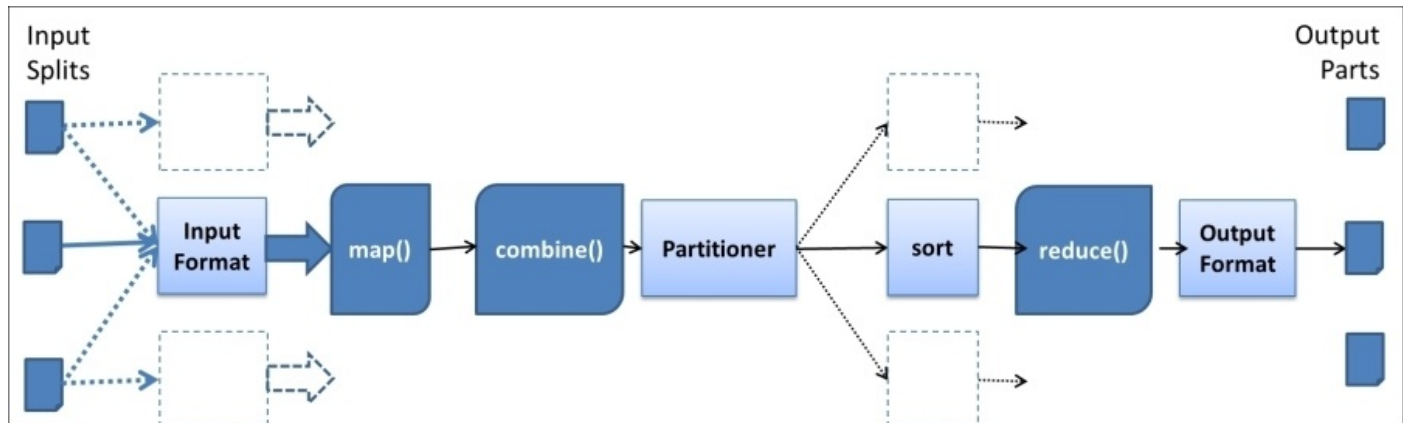 Input
Splits
Output
Parts
Input
Format
map()
combine()
Partitioner
sort
reduce()
Output
Format